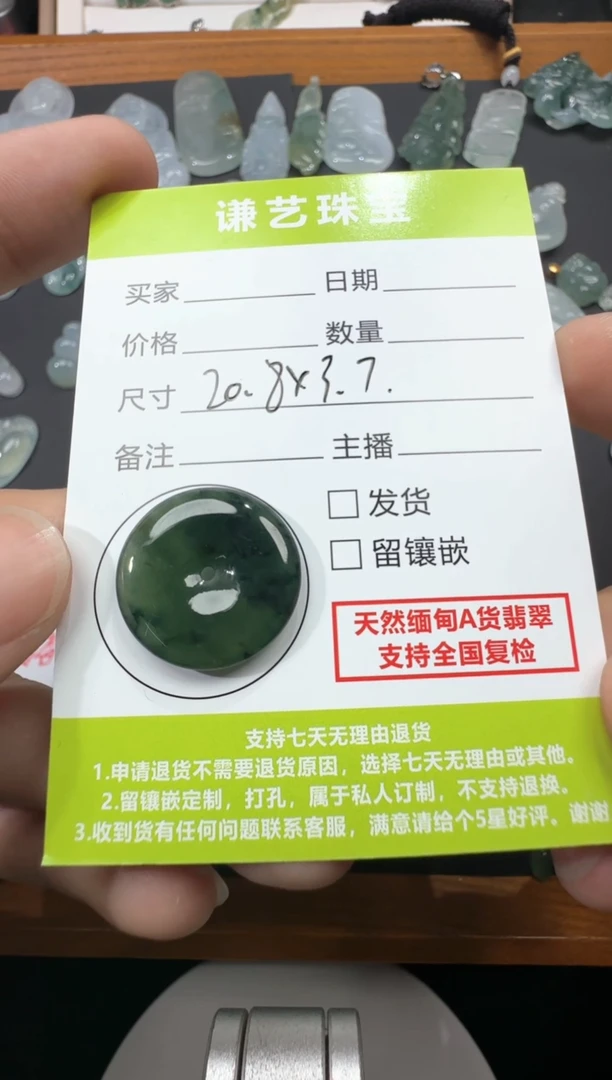 谦艺珠宝
买家 日期
价格 数量
尺寸 20.8×3.7.
备注 主播
发货
留镶嵌
天然缅甸A货翡翠
支持全国复检
支持七天无理由退货
1.申请退货不需要退货原因，选择七天无理由或其他。
2.留镶嵌定制，打孔，属于私人订制，不支持退换。
3.收到货有任何问题联系客服，满意请给个5星好评。谢谢